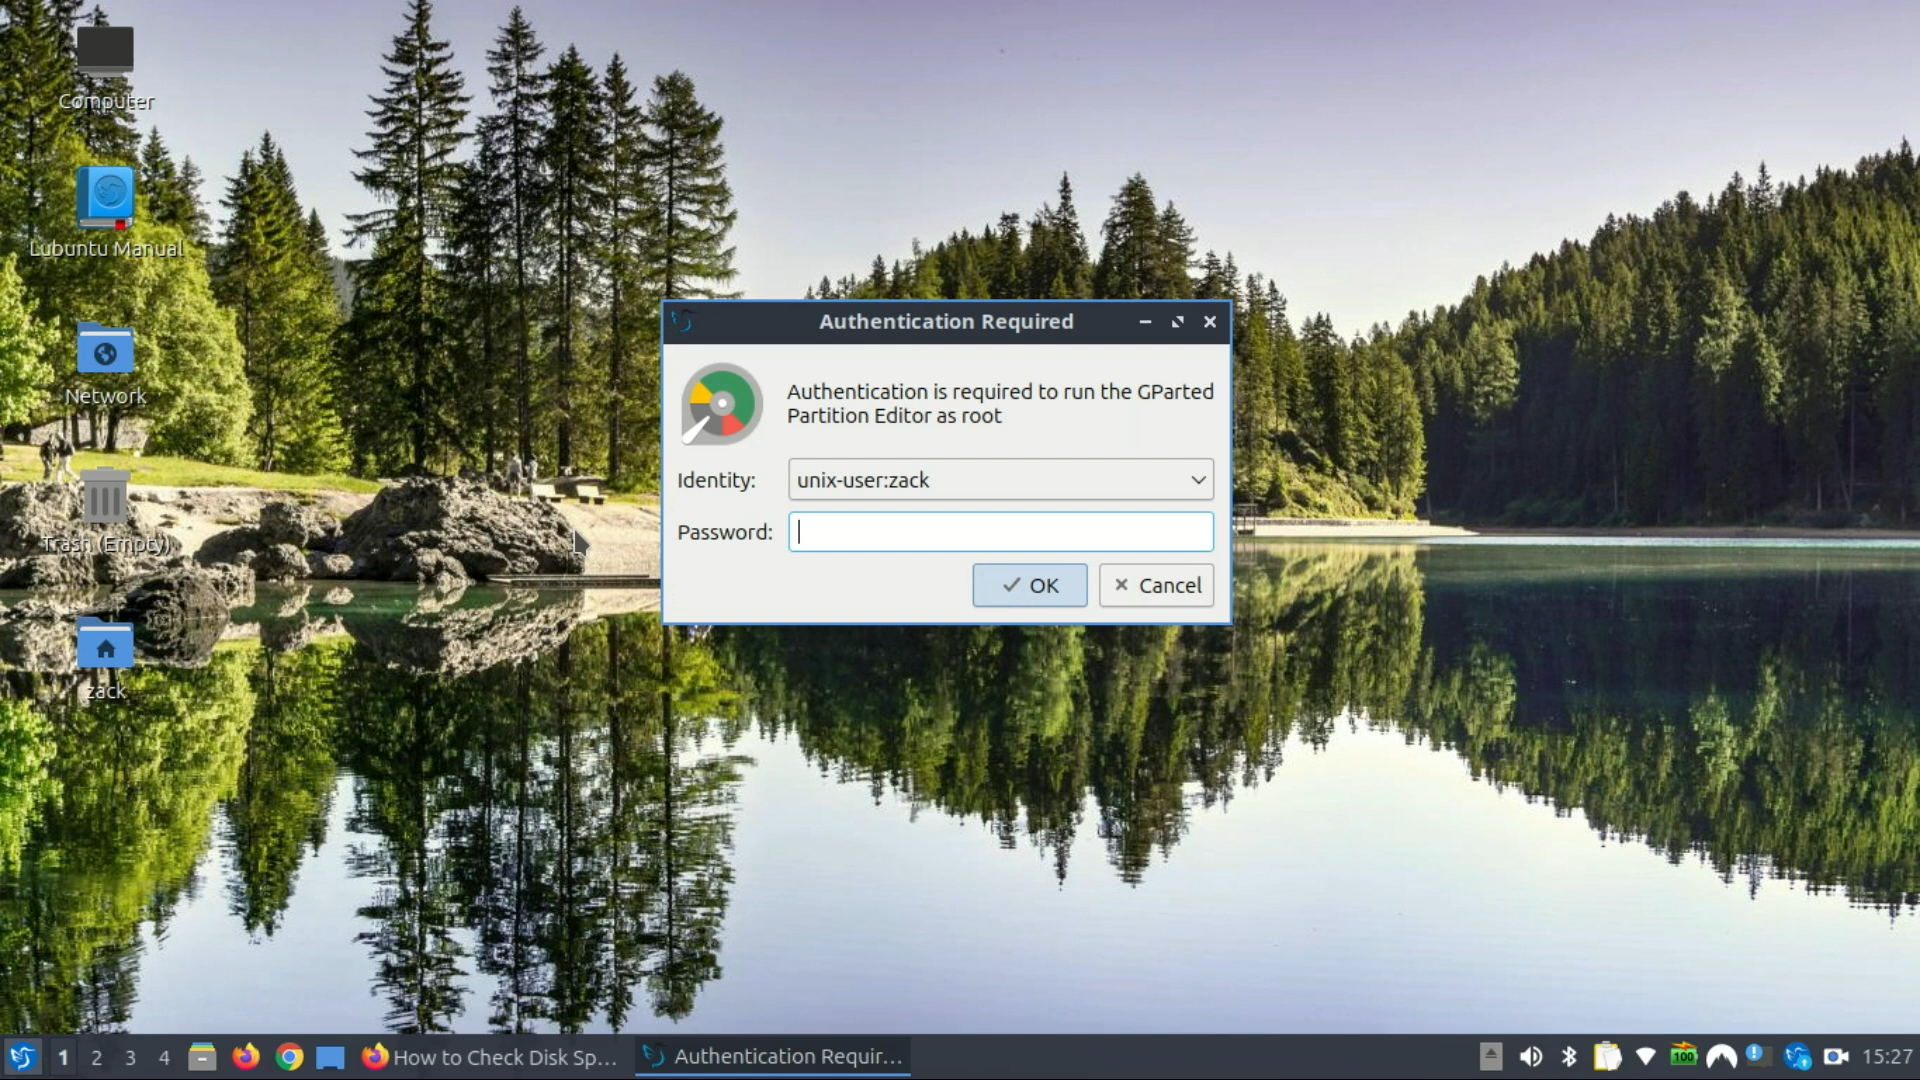 Computer
Lubuntu Manual
Network
Trash (Empty)
zack
Authentication Required
Authentication is required to run the GParted
Partition Editor as root
Identity: unix-user:zack
Password:
OK Cancel
1 2 3 4 How to Check Disk Sp... Authentication Requir... 100 15:27